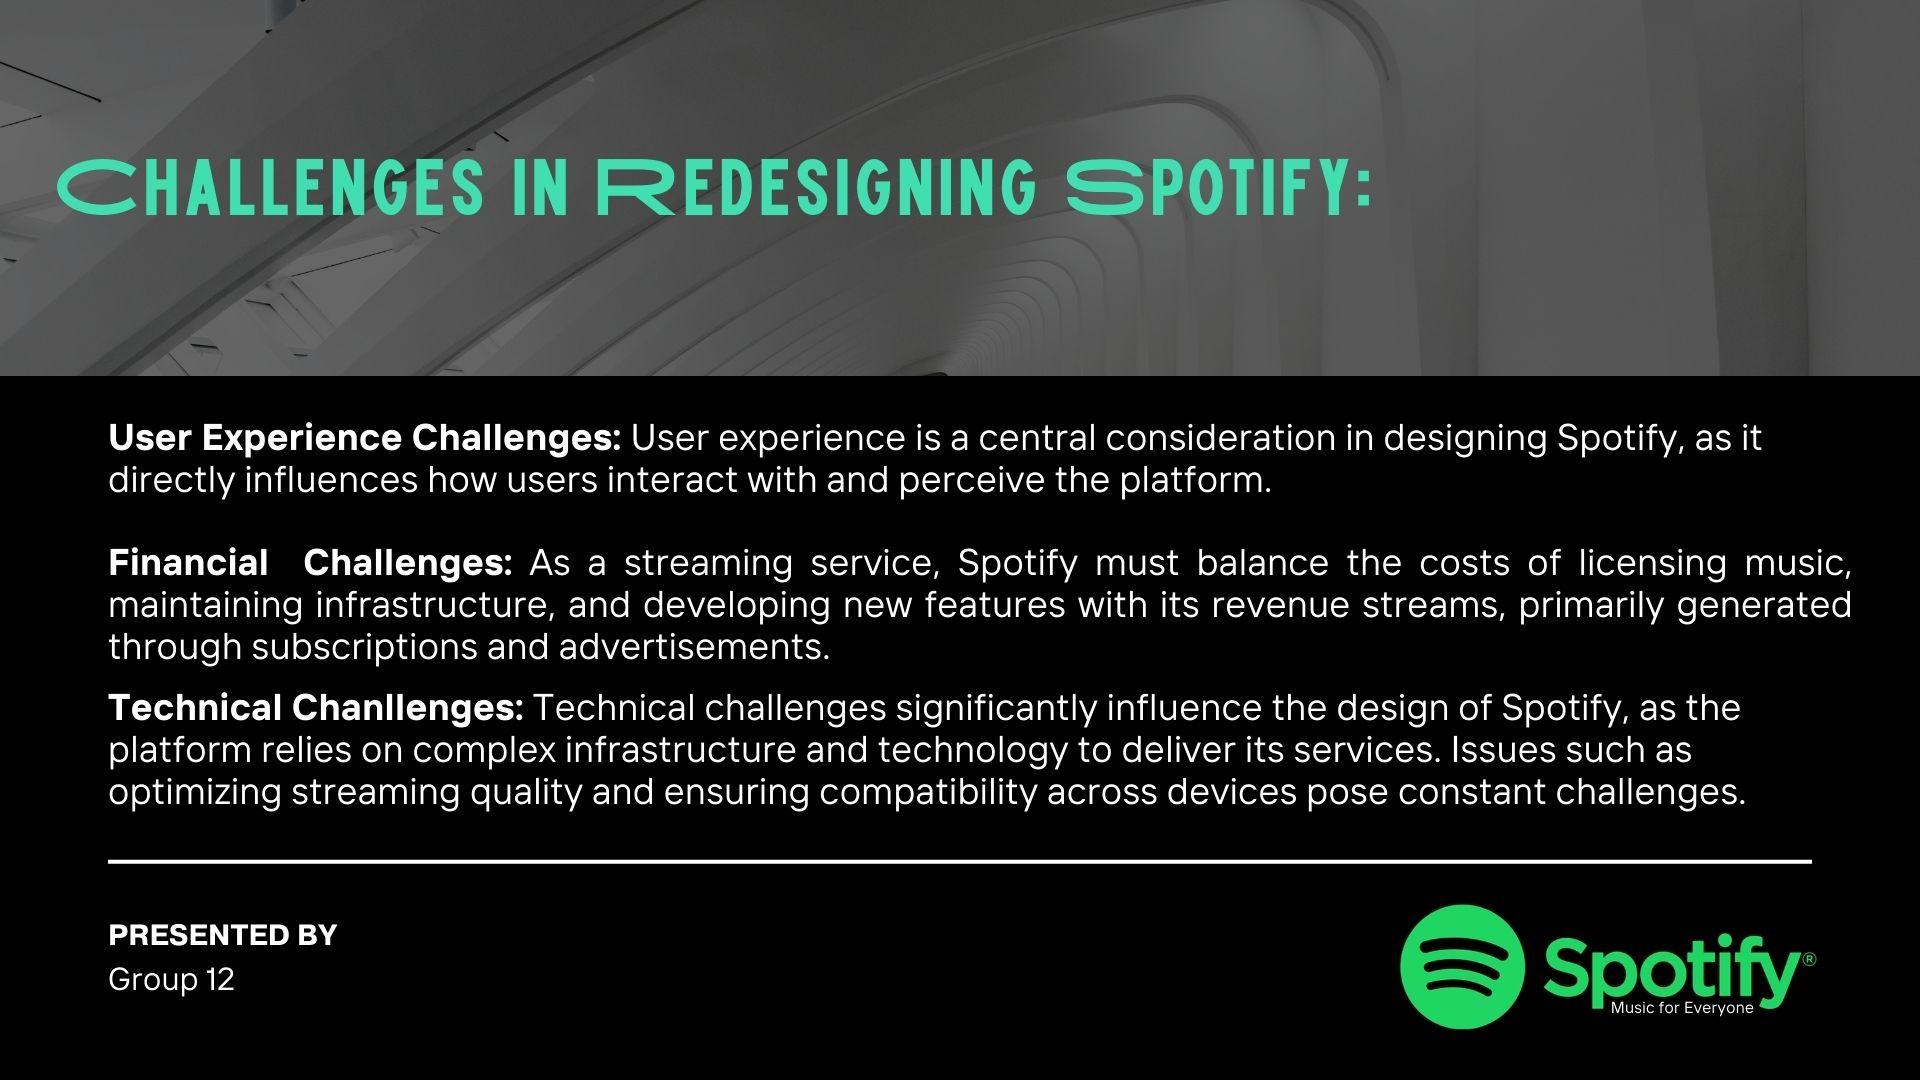 Challenges in Redesigning Spotify:
User Experience Challenges: User experience is a central consideration in designing Spotify, as it
directly influences how users interact with and perceive the platform.
Financial Challenges: As a streaming service, Spotify must balance the costs of licensing music,
maintaining infrastructure, and developing new features with its revenue streams, primarily generated
through subscriptions and advertisements.
Technical Chanllenges: Technical challenges significantly influence the design of Spotify, as the
platform relies on complex infrastructure and technology to deliver its services. Issues such as
optimizing streaming quality and ensuring compatibility across devices pose constant challenges.
PRESENTED BY
Group 12
Spotify®
Music for Everyone